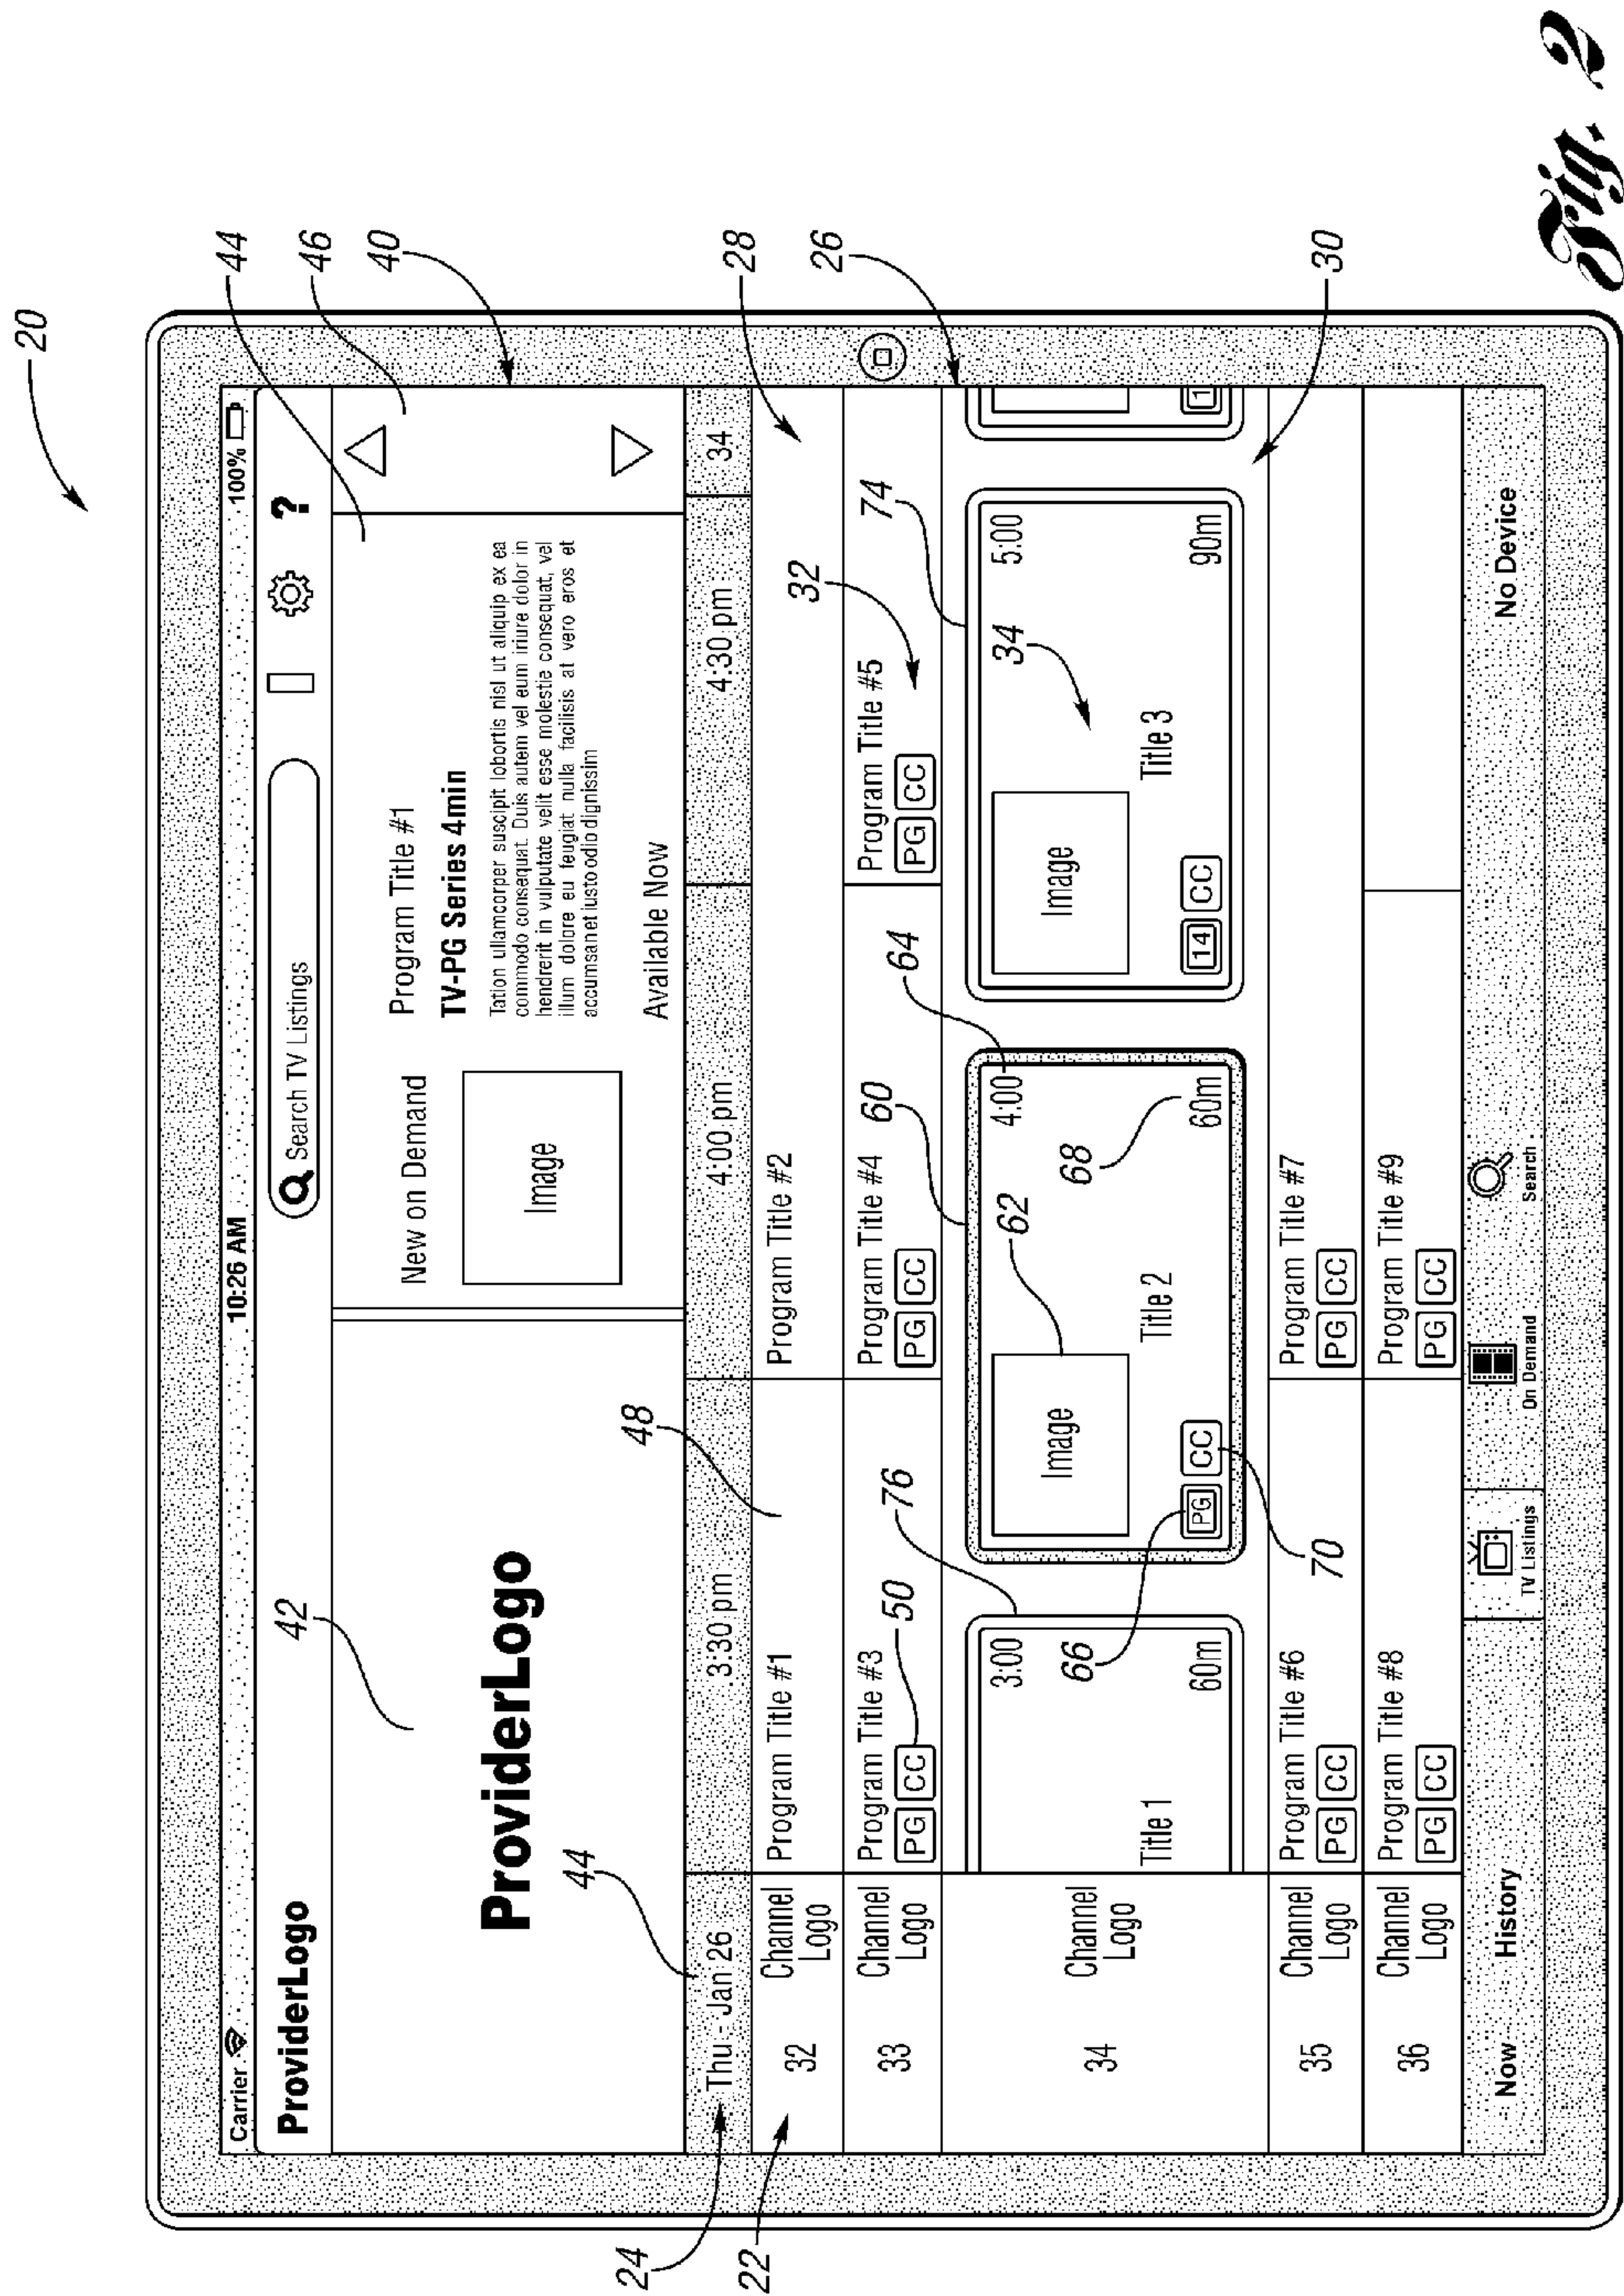 20
Carrier 10:26 AM 100%
ProviderLogo Search TV Listings ?
42
ProviderLogo
New on Demand
Image
Program Title #1
TV-PG Series 4min
Tation ullamcorper suscipit lobortis nisl ut aliquip ex ea
commodo consequat. Duis autem vel eum iriure dolor in
hendrerit in vulputate velit esse molestie consequat, vel
illum dolore eu feugiat nulla facilisis at vero eros et
accumsan et iusto odio dignissim
Available Now
44
46
40
24
44
48
Thu - Jan 26 3:30 pm 4:00 pm 4:30 pm 34
22
28
32 Channel Logo Program Title #1 Program Title #2
33 Channel Logo Program Title #3 Program Title #4 Program Title #5
PG CC PG CC PG CC
50
76
60
64
32
74
26
34 Channel Logo
3:00
Title 1
60m
66
4:00
Image
62
Title 2
68
PG CC 60m
70
5:00
Image
34
Title 3
14 CC 90m
1
30
35 Channel Logo Program Title #6 Program Title #7
PG CC PG CC
36 Channel Logo Program Title #8 Program Title #9
PG CC PG CC
Now History TV Listings On Demand Search No Device
Fig. 2